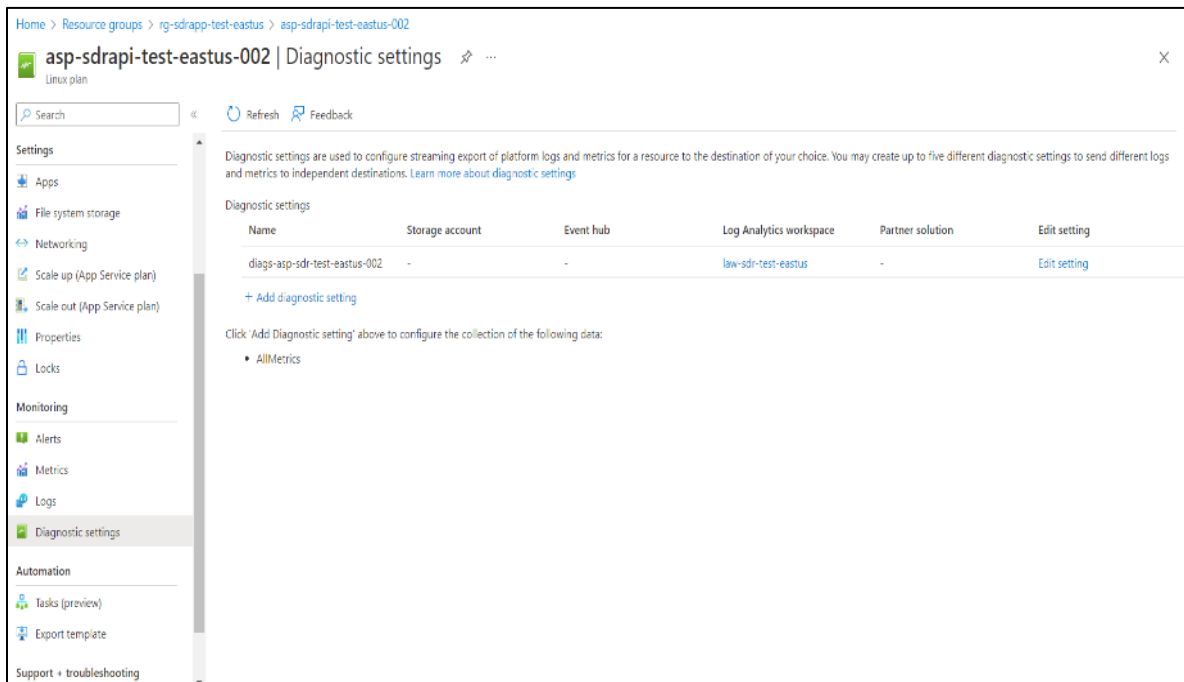 Home > Resource groups > rg-sdrapp-test-eastus > asp-sdrapi-test-eastus-002
asp-sdrapi-test-eastus-002 | Diagnostic settings
Linux plan
Search
Refresh Feedback
Settings
Apps
File system storage
Networking
Scale up (App Service plan)
Scale out (App Service plan)
Properties
Locks
Monitoring
Alerts
Metrics
Logs
Diagnostic settings
Automation
Tasks (preview)
Export template
Support + troubleshooting
Diagnostic settings are used to configure streaming export of platform logs and metrics for a resource to the destination of your choice. You may create up to five different diagnostic settings to send different logs
and metrics to independent destinations. Learn more about diagnostic settings
Diagnostic settings
Name Storage account Event hub Log Analytics workspace Partner solution Edit setting
diags-asp-sdr-test-eastus-002 - - law-sdr-test-eastus - Edit setting
+ Add diagnostic setting
Click 'Add Diagnostic setting' above to configure the collection of the following data:
• AllMetrics